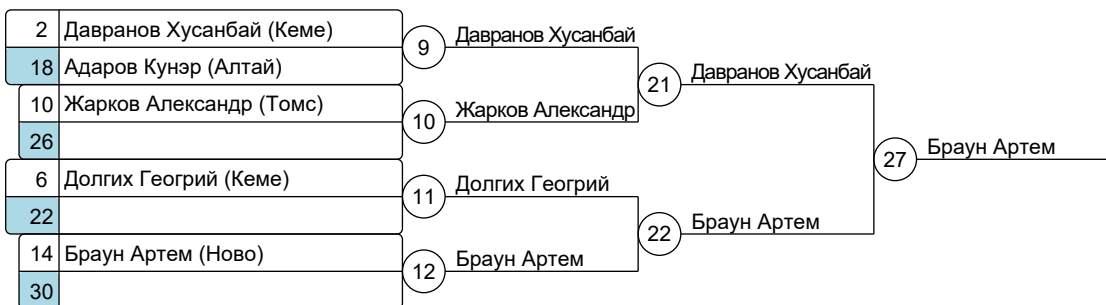 2 Давранов Хусанбай (Кеме)
18 Адаров Кунэр (Алтай)
10 Жарков Александр (Томс)
26
6 Долгих Геогрий (Кеме)
22
14 Браун Артем (Ново)
30
9 Давранов Хусанбай
10 Жарков Александр
11 Долгих Геогрий
12 Браун Артем
21 Давранов Хусанбай
22 Браун Артем
27 Браун Артем